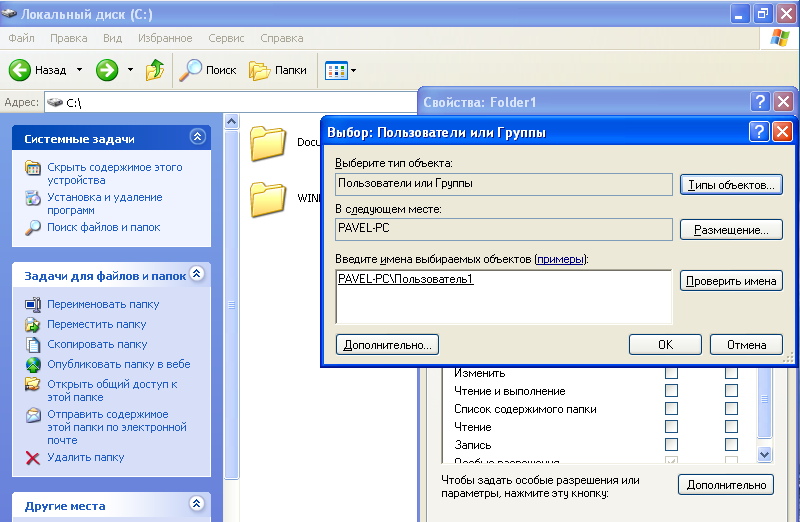 Локальный диск (C:)
Файл Правка Вид Избранное Сервис Справка
Назад Поиск Папки
Адрес: C:\
Системные задачи
Скрыть содержимое этого
устройства
Установка и удаление
программ
Поиск файлов и папок
Задачи для файлов и папок
Переименовать папку
Переместить папку
Скопировать папку
Опубликовать папку в вебе
Открыть общий доступ к
этой папке
Отправить содержимое
этой папки по электронной
почте
Удалить папку
Другие места
Docu
WIN
Свойства: Folder1
Выбор: Пользователи или Группы
Выберите тип объекта:
Пользователи или Группы
Типы объектов...
В следующем месте:
PAVEL-PC
Размещение...
Введите имена выбираемых объектов (примеры):
PAVEL-PC\Пользователь1
Проверить имена
Дополнительно...
OK
Отмена
Изменить
Чтение и выполнение
Список содержимого папки
Чтение
Запись
Особые разрешения
Чтобы задать особые разрешения или
параметры, нажмите эту кнопку:
Дополнительно